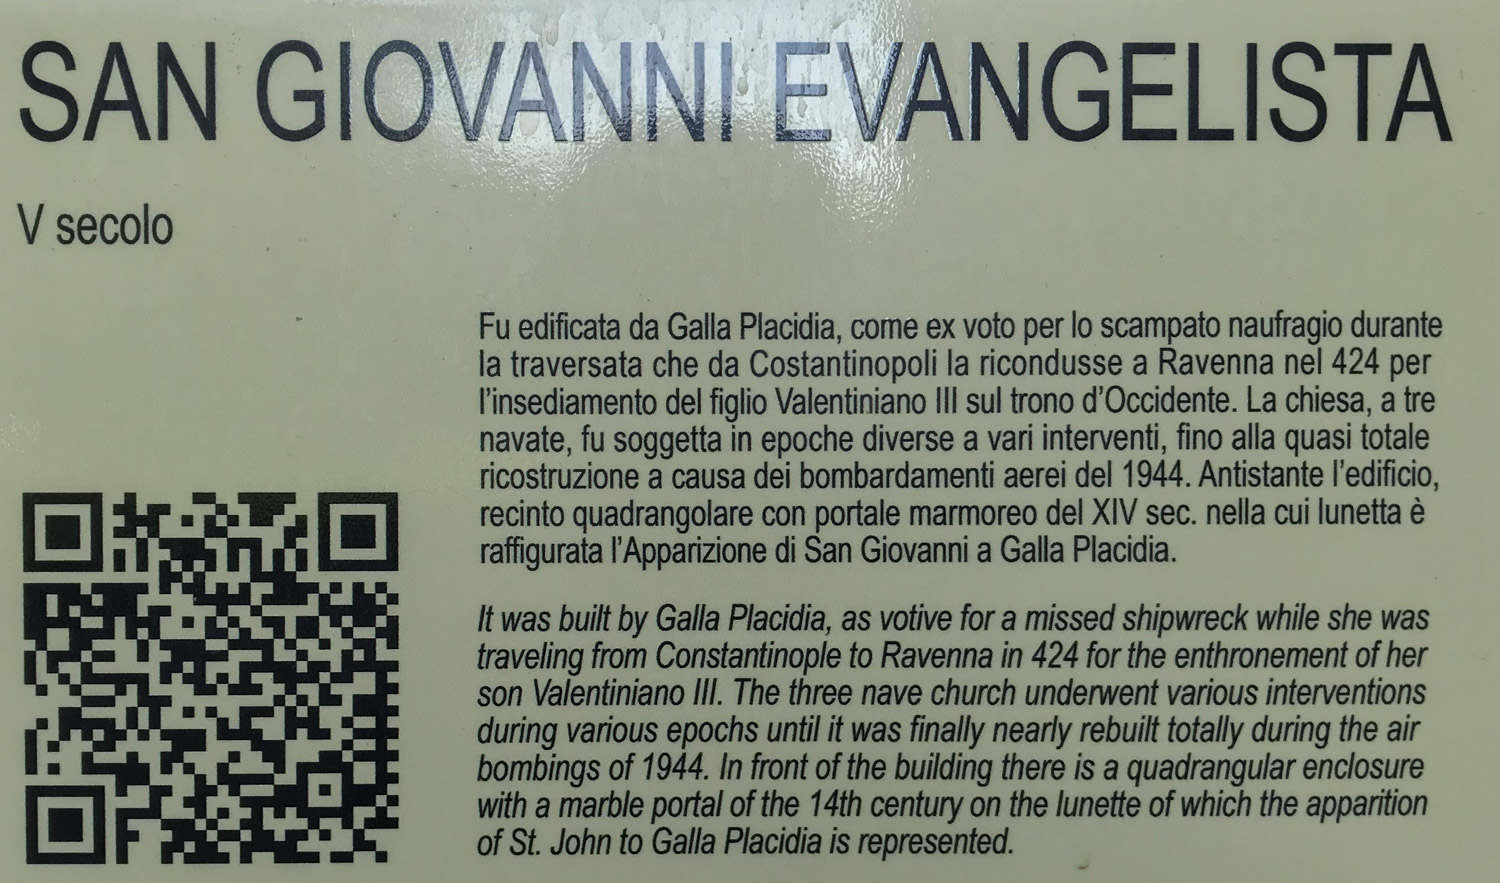 SAN GIOVANNI EVANGELISTA
V secolo
Fu edificata da Galla Placidia, come ex voto per lo scampato naufragio durante
la traversata che da Costantinopoli la ricondusse a Ravenna nel 424 per
l'insediamento del figlio Valentiniano III sul trono d'Occidente. La chiesa, a tre
navate, fu soggetta in epoche diverse a vari interventi, fino alla quasi totale
ricostruzione a causa dei bombardamenti aerei del 1944. Antistante l'edificio,
recinto quadrangolare con portale marmoreo del XIV sec. nella cui lunetta è
raffigurata l'Apparizione di San Giovanni a Galla Placidia.
It was built by Galla Placidia, as votive for a missed shipwreck while she was
traveling from Constantinople to Ravenna in 424 for the enthronement of her
son Valentiniano III. The three nave church underwent various interventions
during various epochs until it was finally nearly rebuilt totally during the air
bombings of 1944. In front of the building there is a quadrangular enclosure
with a marble portal of the 14th century on the lunette of which the apparition
of St. John to Galla Placidia is represented.